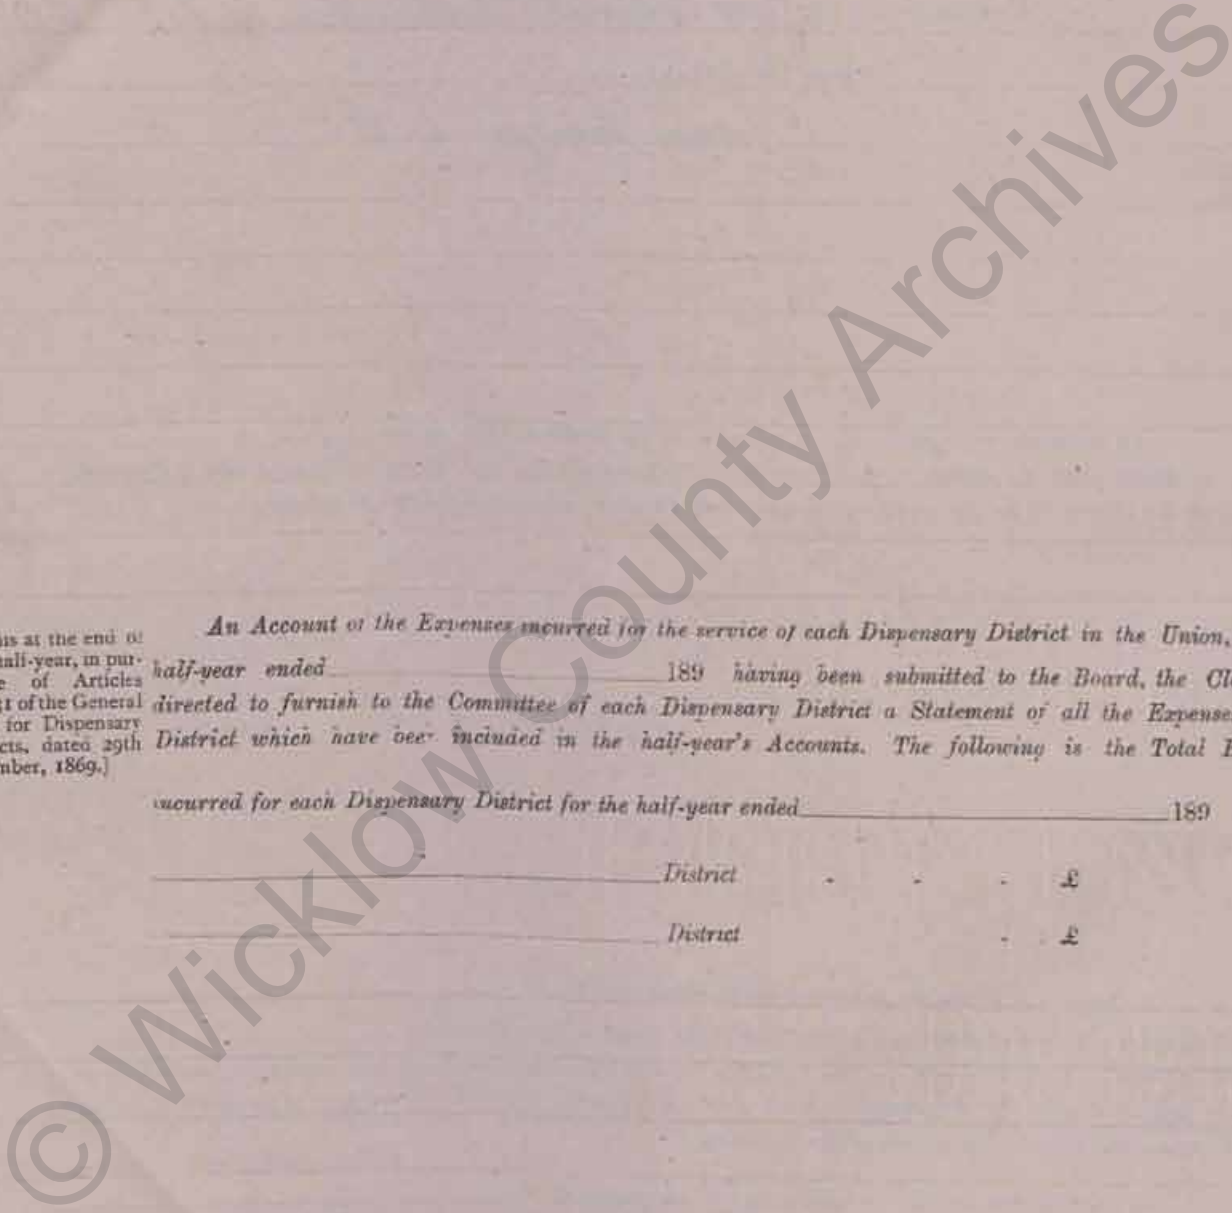 ns at the end of
half-year, in pur-
e of Articles
of the General
for Dispensary
cts, dated 29th
mber, 1869.]
An Account of the Expenses incurred for the service of each Dispensary District in the Union,
half-year ended 189 having been submitted to the Board, the Cl
directed to furnish to the Committee of each Dispensary District a Statement of all the Expense
District which have been included in the half-year's Accounts. The following is the Total E
incurred for each Dispensary District for the half-year ended 189
District - - - £
District - £
© Wicklow County Archives